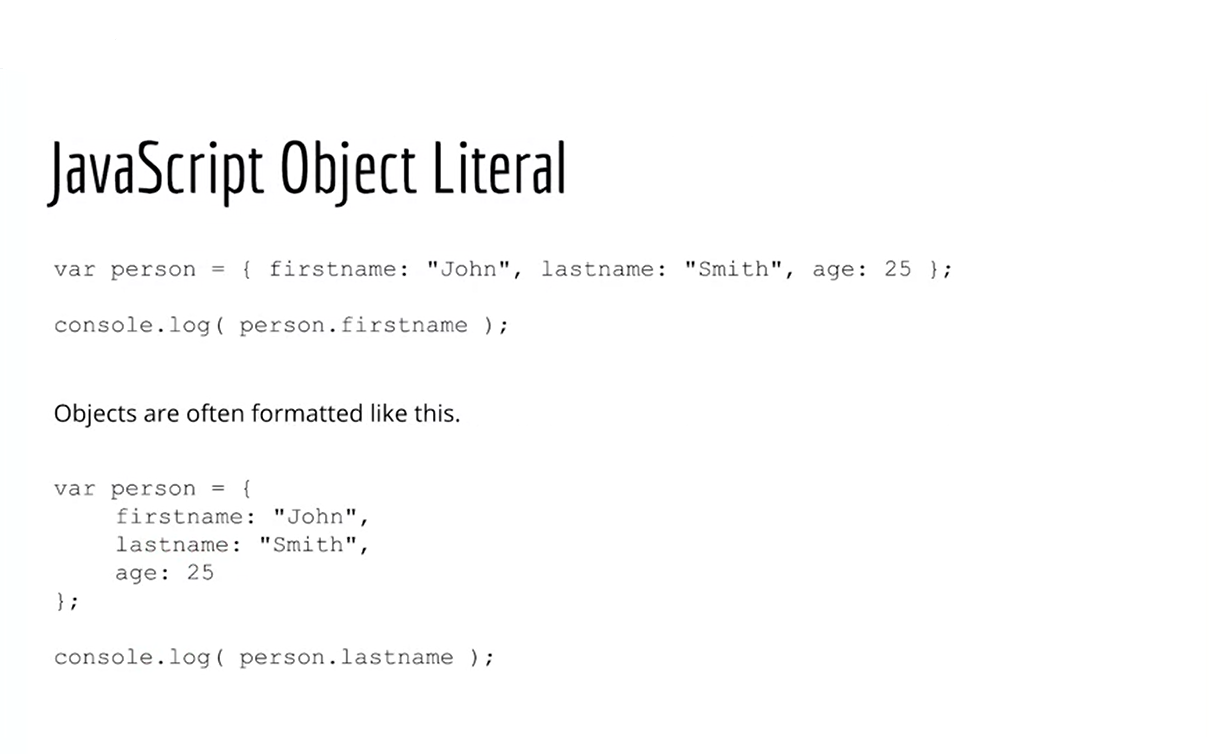 JavaScript Object Literal
var person = { firstname: "John", lastname: "Smith", age: 25 };
console.log( person.firstname );
Objects are often formatted like this.
var person = {
firstname: "John",
lastname: "Smith",
age: 25
};
console.log( person.lastname );